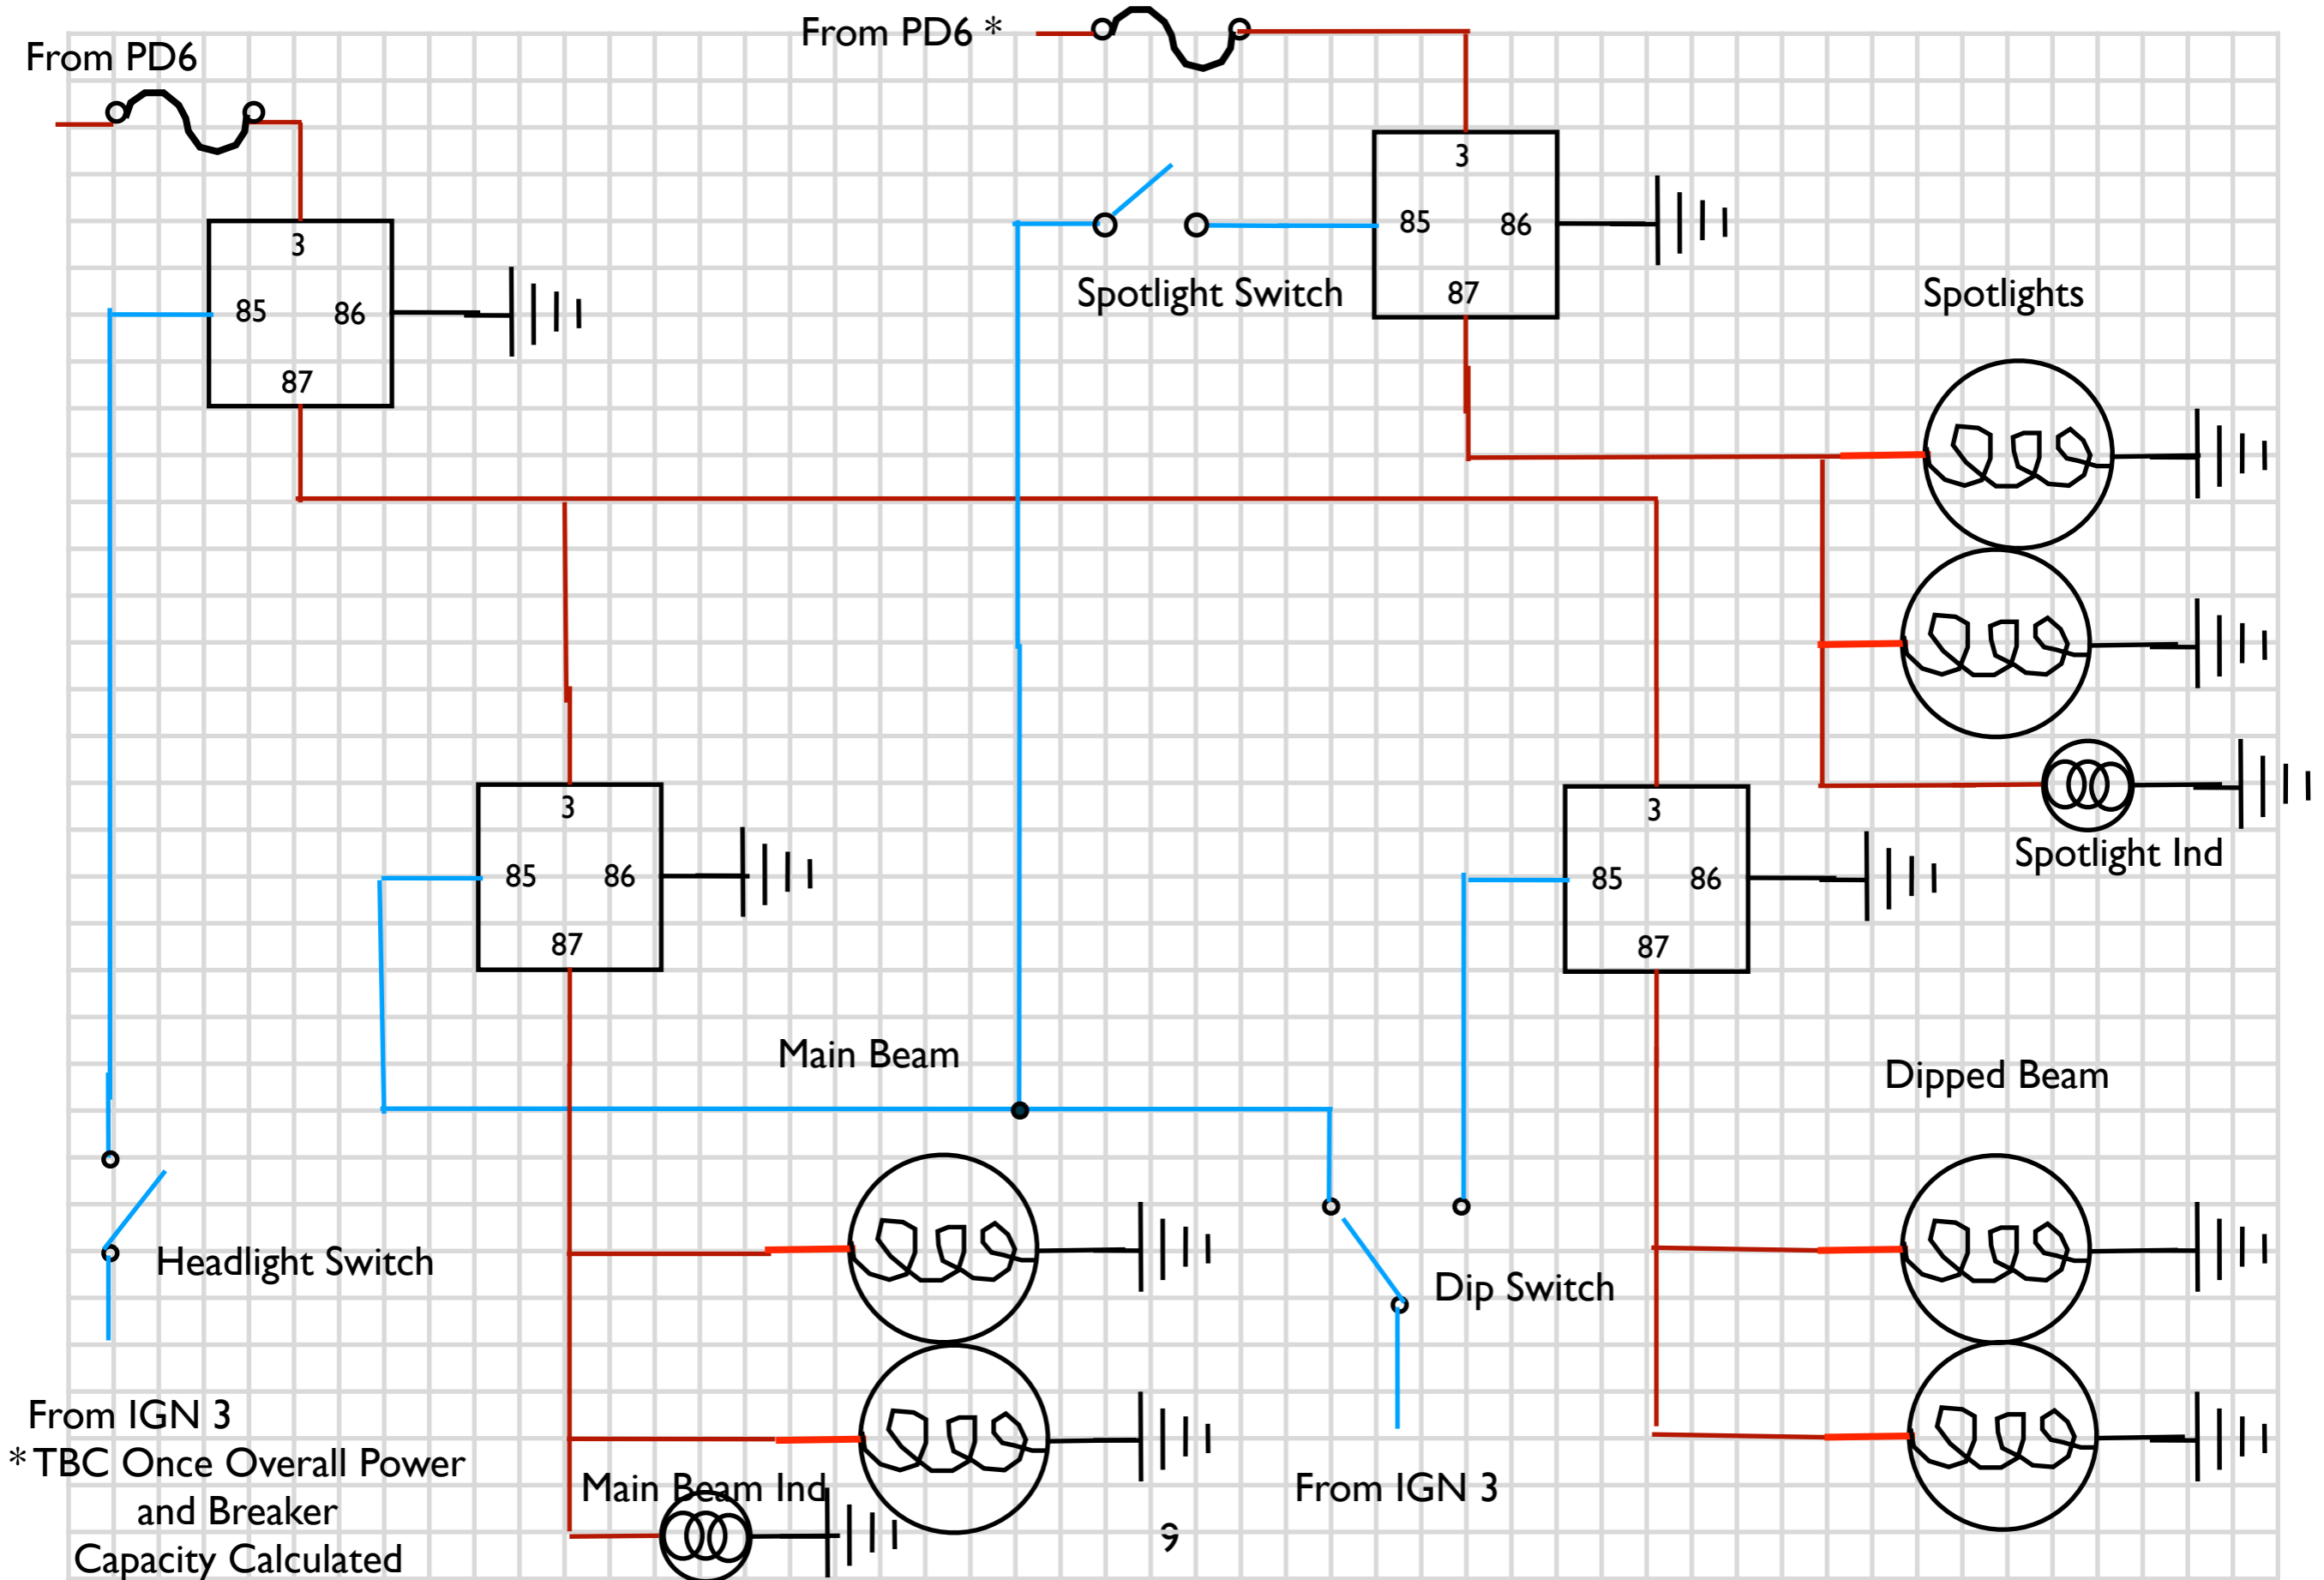 From PD6 *
From PD6
3
85
86
87
3
85
86
87
Spotlight Switch
Spotlights
3
85
86
87
3
85
86
87
Spotlight Ind
Main Beam
Dipped Beam
Headlight Switch
Dip Switch
From IGN 3
* TBC Once Overall Power
and Breaker
Capacity Calculated
Main Beam Ind
From IGN 3
9